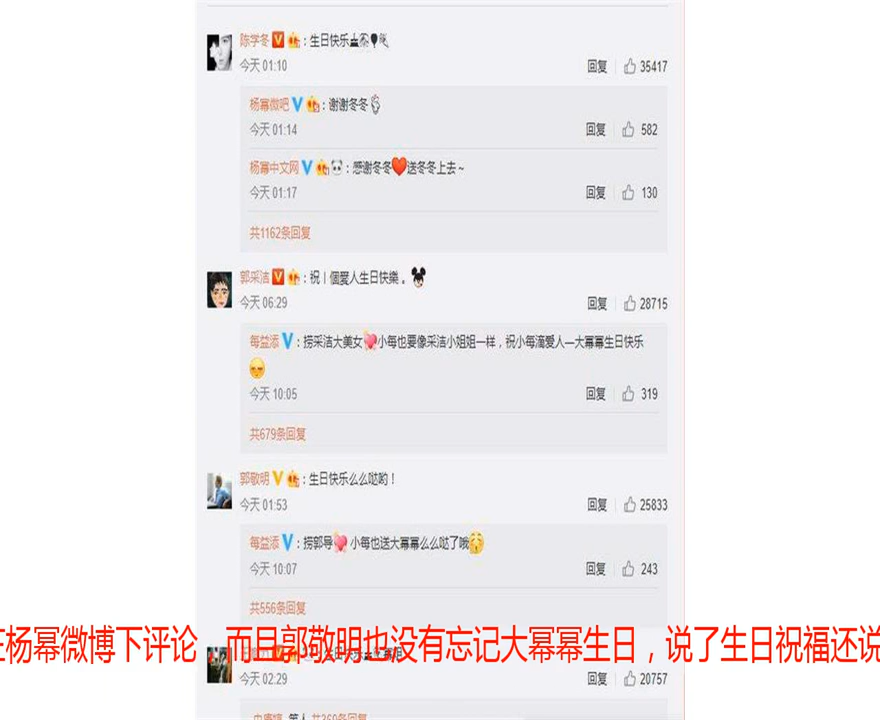 陈学冬 : 生日快乐
今天 01:10 回复 35417
杨幂微吧 : 谢谢冬冬
今天 01:14 回复 582
杨幂中文网 : 感谢冬冬送冬冬上去~
今天 01:17 回复 130
共1162条回复
郭采洁 : 祝丨個愛人生日快樂。
今天 06:29 回复 28715
每益添 : 捞采洁大美女小每也要像采洁小姐姐一样，祝小每滴爱人—大幂幂生日快乐
今天 10:05 回复 319
共679条回复
郭敬明 : 生日快乐么么哒哟！
今天 01:53 回复 25833
每益添 : 捞郭导 小每也送大幂幂么么哒了哦
今天 10:07 回复 243
共556条回复
杨幂微博下评论 而且郭敬明也没有忘记大幂幂生日，说了生日祝福还说
今天 02:29 回复 20757